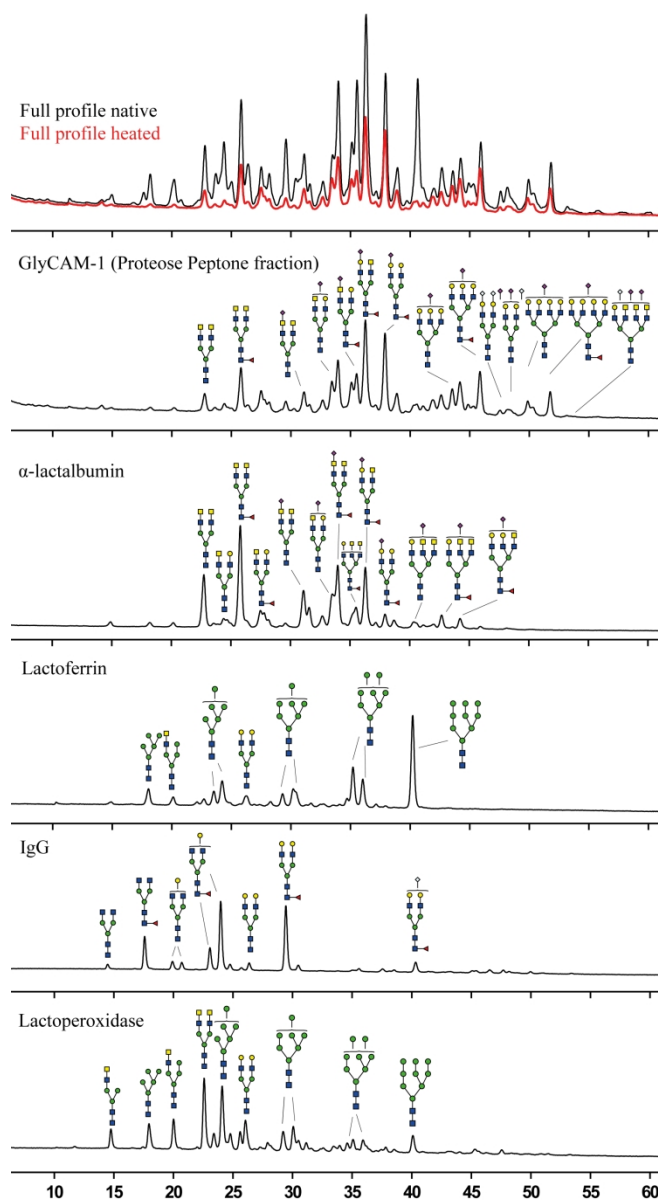 Full profile native
Full profile heated
GlyCAM-1 (Proteose Peptone fraction)
α-lactalbumin
Lactoferrin
IgG
Lactoperoxidase
10 15 20 25 30 35 40 45 50 55 60